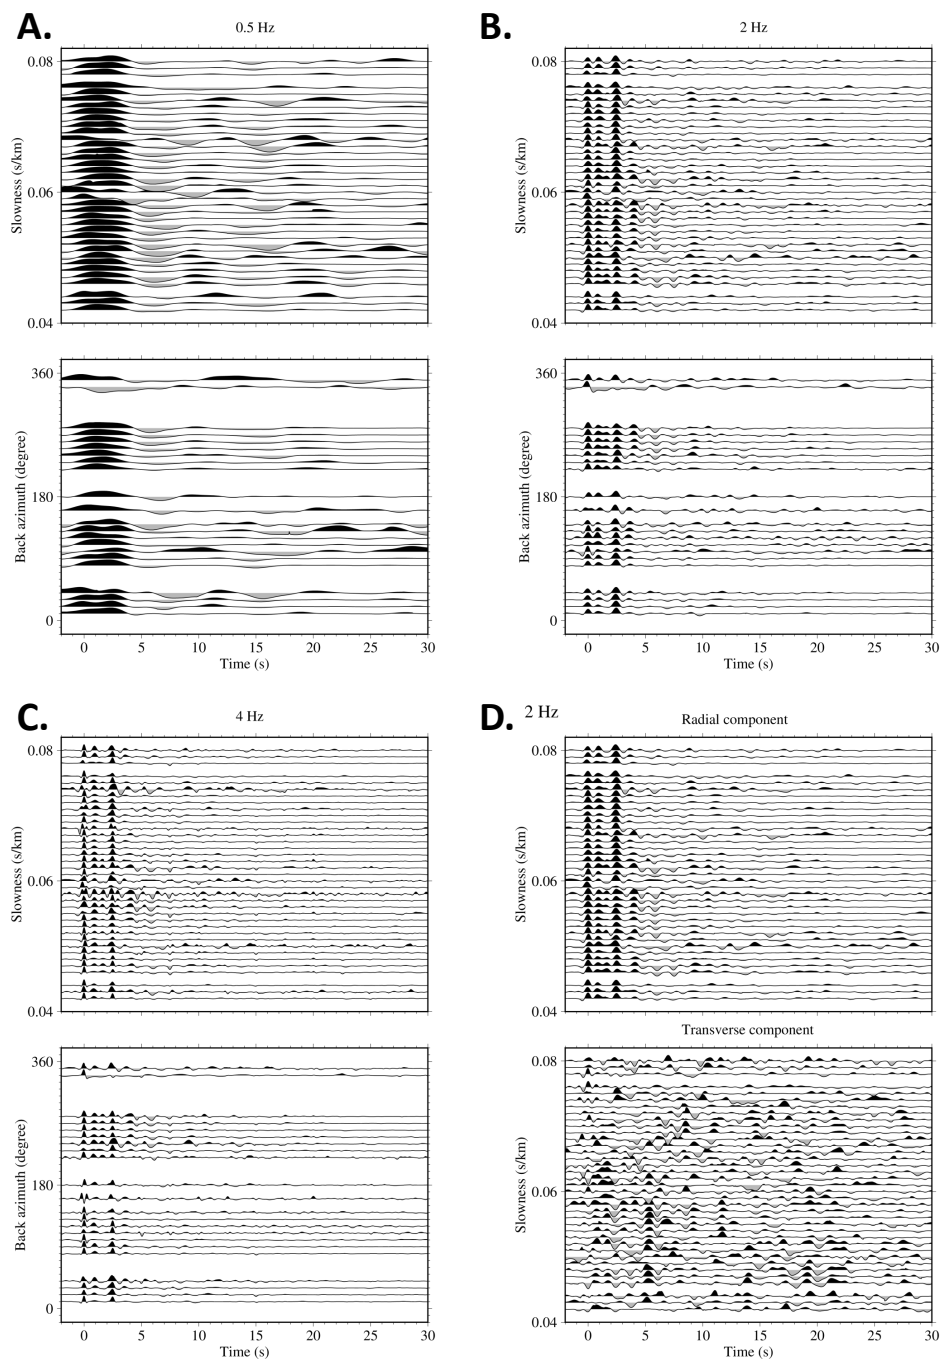 A.
0.5 Hz
0.08
Slowness (s/km)
0.06
0.04
360
Back azimuth (degree)
180
0
0 5 10 15 20 25 30
Time (s)
B.
2 Hz
0.08
Slowness (s/km)
0.06
0.04
360
Back azimuth (degree)
180
0
0 5 10 15 20 25 30
Time (s)
C.
4 Hz
0.08
Slowness (s/km)
0.06
0.04
360
Back azimuth (degree)
180
0
0 5 10 15 20 25 30
Time (s)
D.
2 Hz
Radial component
0.08
Slowness (s/km)
0.06
0.04
Transverse component
0.08
Slowness (s/km)
0.06
0.04
0 5 10 15 20 25 30
Time (s)